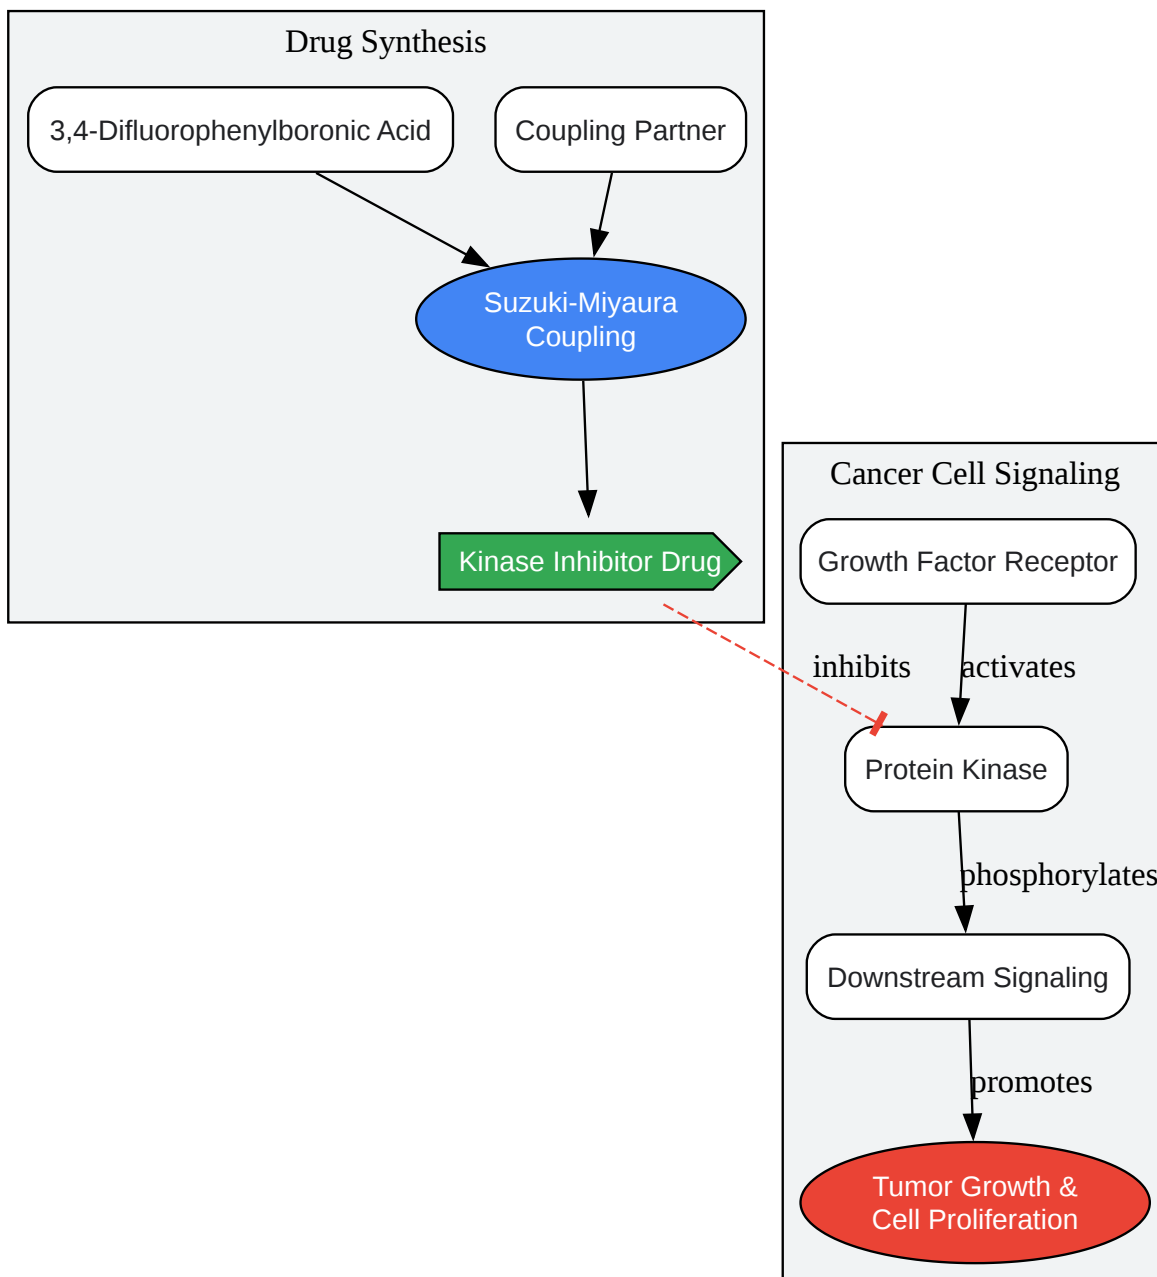 Drug Synthesis
3,4-Difluorophenylboronic Acid
Coupling Partner
Suzuki-Miyaura
Coupling
Kinase Inhibitor Drug
Cancer Cell Signaling
Growth Factor Receptor
inhibits
activates
Protein Kinase
phosphorylates
Downstream Signaling
promotes
Tumor Growth &
Cell Proliferation